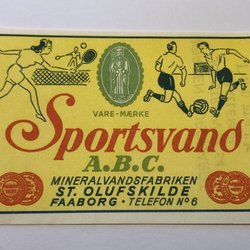 VARE-MÆRKE
Sportsvand
A.B.C.
MINERALVANDSFABRIKEN
ST. OLUFSKILDE
FAABORG · TELEFON Nº 6